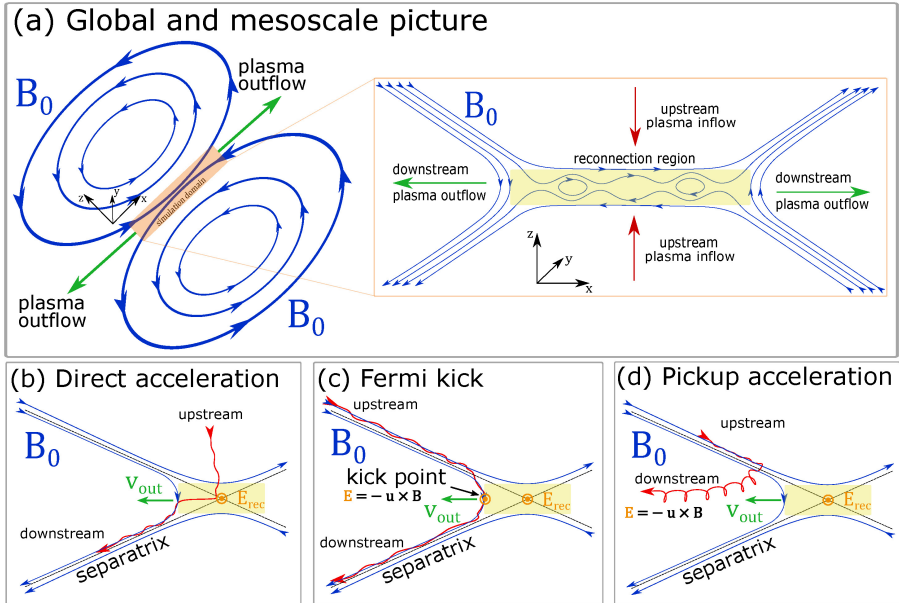 (a) Global and mesoscale picture
B0
plasma
outflow
z
y
x
simulation domain
plasma
outflow
B0
B0
upstream
plasma inflow
reconnection region
downstream
plasma outflow
downstream
plasma outflow
z
y
x
upstream
plasma inflow
(b) Direct acceleration
upstream
B0
vout
Erec
downstream
separatrix
(c) Fermi kick
upstream
B0
kick point
E = − u × B
vout
Erec
downstream
separatrix
(d) Pickup acceleration
upstream
B0
downstream
E = − u × B
vout
Erec
separatrix